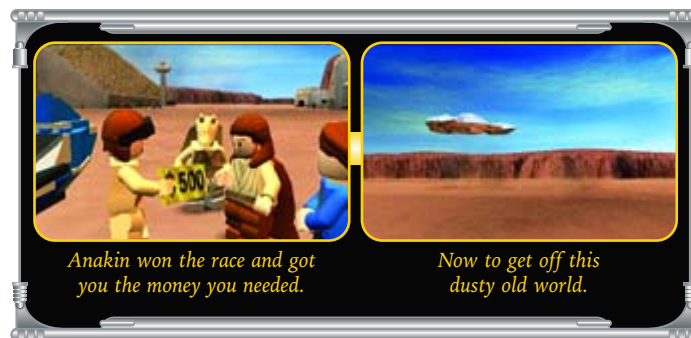 500
Anakin won the race and got
you the money you needed.
Now to get off this
dusty old world.